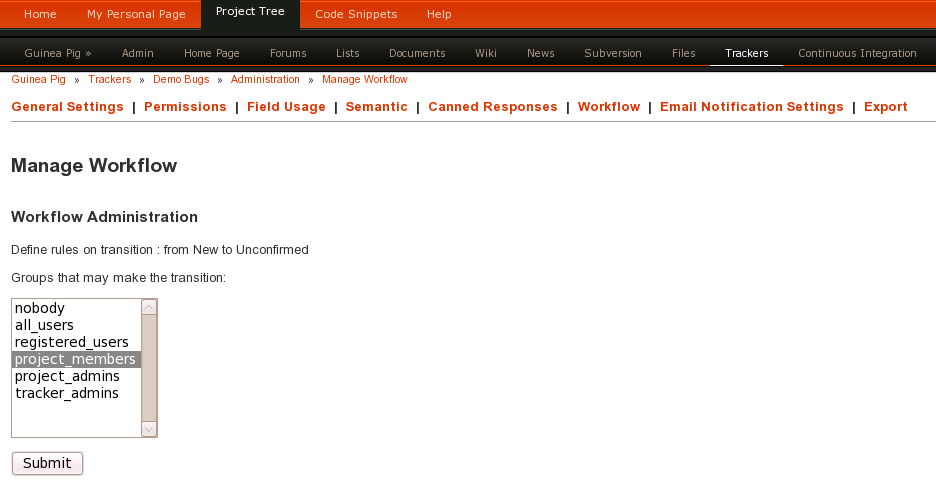 Home My Personal Page Project Tree Code Snippets Help
Guinea Pig » Admin Home Page Forums Lists Documents Wiki News Subversion Files Trackers Continuous Integration
Guinea Pig » Trackers » Demo Bugs » Administration » Manage Workflow
General Settings | Permissions | Field Usage | Semantic | Canned Responses | Workflow | Email Notification Settings | Export
Manage Workflow
Workflow Administration
Define rules on transition : from New to Unconfirmed
Groups that may make the transition:
nobody
all_users
registered_users
project_members
project_admins
tracker_admins
Submit